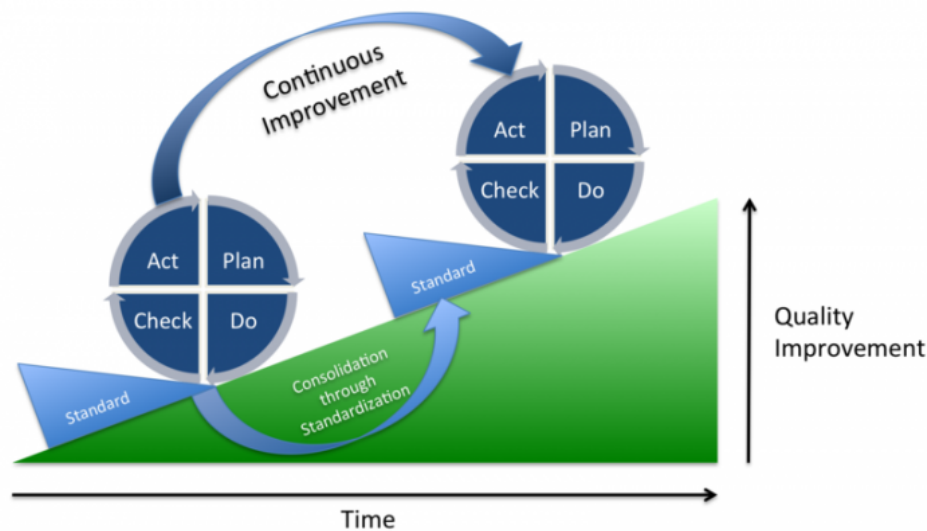 Continuous
Improvement
Act
Plan
Check
Do
Act
Plan
Check
Do
Standard
Standard
Consolidation
through
Standardization
Quality
Improvement
Time